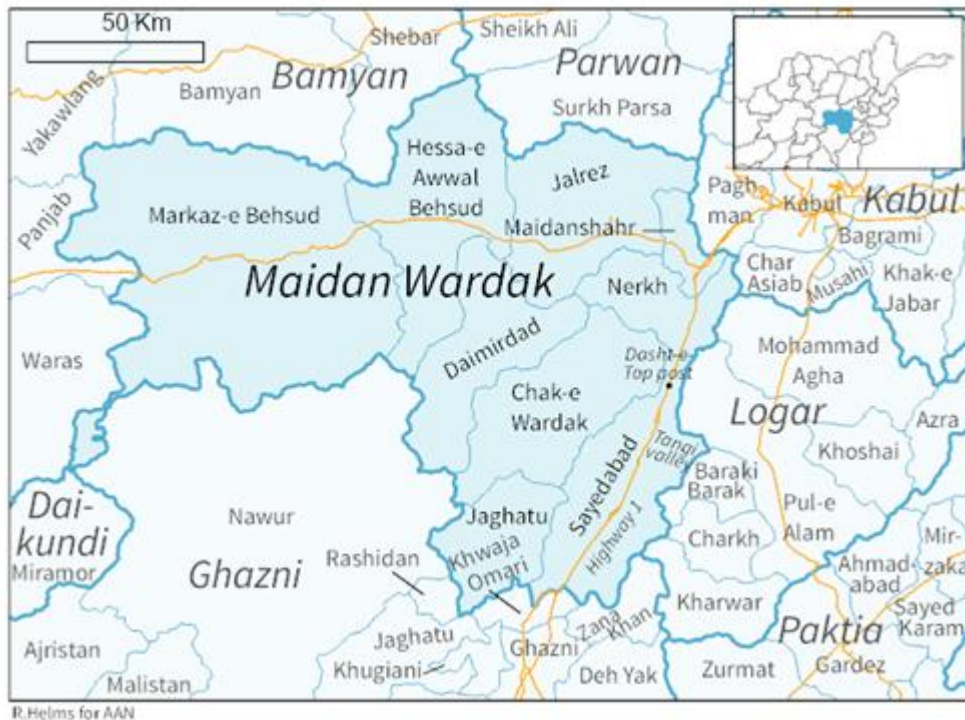 50 Km
Shebar
Sheikh Ali
Bamyan
Parwan
Yakawlang
Bamyan
Surkh Parsa
Hessa-e
Awwal
Behsud
Jalrez
Panjab
Markaz-e Behsud
Maidanshahr
Pagh
man
Kabul
Kabul
Bagrami
Maidan Wardak
Nerkh
Char
Asiab
Musahi
Khak-e
Jabar
Waras
Daimirdad
Dasht-e-
Top post
Mohammad
Agha
Chak-e
Wardak
Logar
Azra
Khoshai
Sayedabad
Tangi
valley
Baraki
Barak
Dai-
kundi
Miramor
Nawur
Ghazni
Jaghatu
Highway 1
Pul-e
Alam
Charkh
Mir-
zaka
Rashidan
Khwaja
Omari
Ahmad-
abad
Kharwar
Sayed
Karam
Paktia
Ajristan
Jaghatu
Khugiani
Ghazni
Zana
Khan
Malistan
Deh Yak
Zurmat
Gardez
R.Helms for AAN